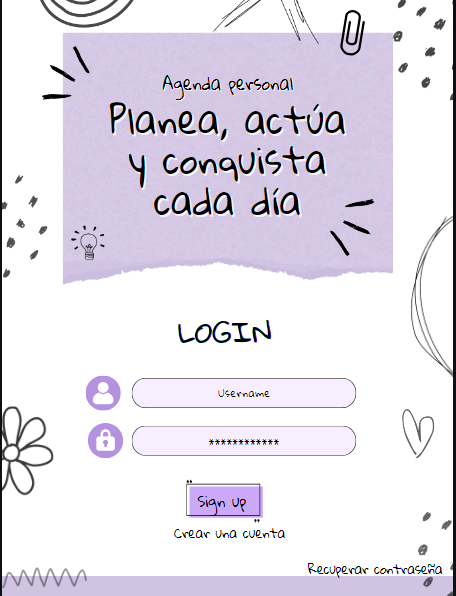 Agenda personal
Planea, actúa
y conquista
cada día
LOGIN
Username
************
Sign up
Crear una cuenta
Recuperar contraseña